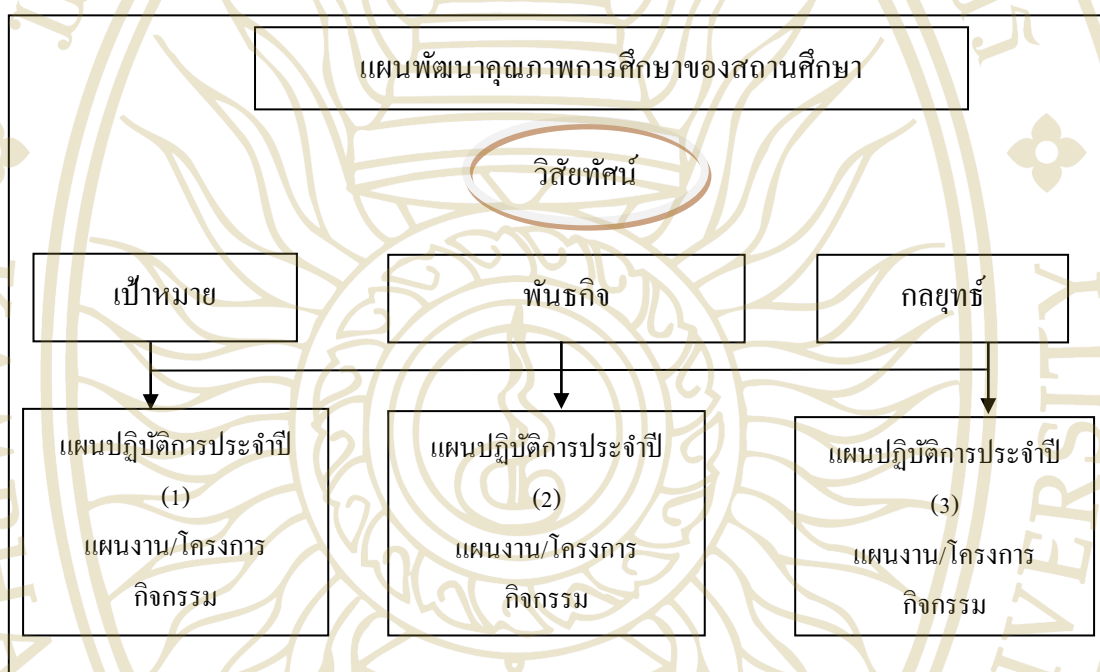 แผนพัฒนาคุณภาพการศึกษาของสถานศึกษา
วิสัยทัศน์
เป้าหมาย
พันธกิจ
กลยุทธ์
แผนปฏิบัติการประจำปี
(1)
แผนงาน/โครงการ
กิจกรรม
แผนปฏิบัติการประจำปี
(2)
แผนงาน/โครงการ
กิจกรรม
แผนปฏิบัติการประจำปี
(3)
แผนงาน/โครงการ
กิจกรรม